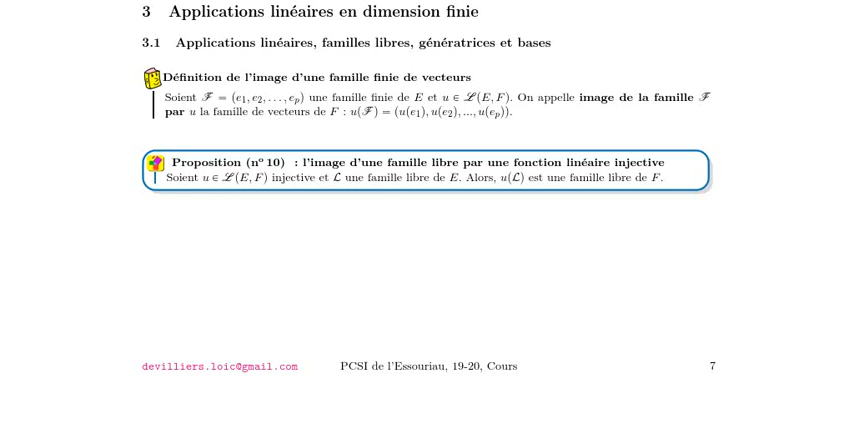 3 Applications linéaires en dimension finie
3.1 Applications linéaires, familles libres, génératrices et bases
Définition de l'image d'une famille finie de vecteurs
Soient ℱ = (e₁, e₂, . . . , eₚ) une famille finie de E et u ∈ ℒ(E, F). On appelle image de la famille ℱ
par u la famille de vecteurs de F : u(ℱ) = (u(e₁), u(e₂), ..., u(eₚ)).
Proposition (nº 10) : l'image d'une famille libre par une fonction linéaire injective
Soient u ∈ ℒ(E, F) injective et ℒ une famille libre de E. Alors, u(ℒ) est une famille libre de F.
devilliers.loic@gmail.com PCSI de l'Essouriau, 19-20, Cours 7